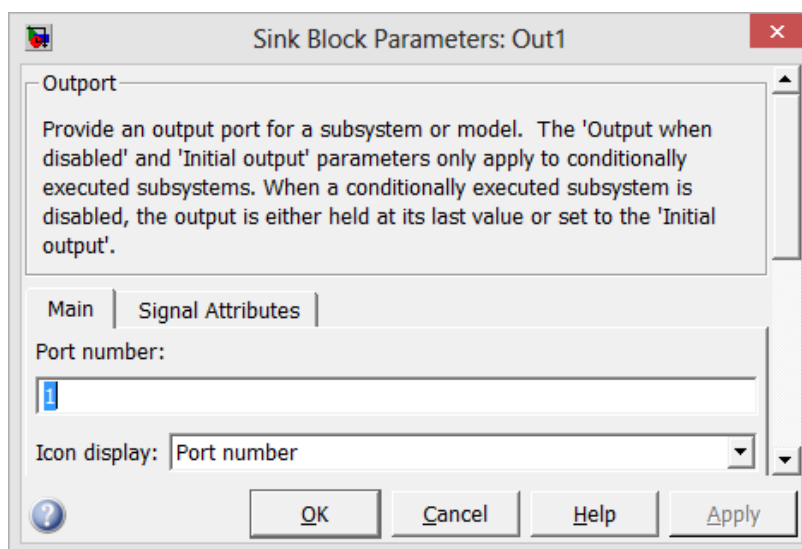 Sink Block Parameters: Out1
Outport
Provide an output port for a subsystem or model. The 'Output when
disabled' and 'Initial output' parameters only apply to conditionally
executed subsystems. When a conditionally executed subsystem is
disabled, the output is either held at its last value or set to the 'Initial
output'.
Main Signal Attributes
Port number:
1
Icon display: Port number
OK Cancel Help Apply